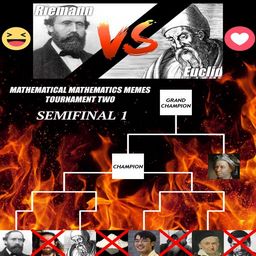 Riemann
VS
Euclid
MATHEMATICAL MATHEMATICS MEMES
TOURNAMENT TWO
SEMIFINAL 1
GRAND
CHAMPION
CHAMPION